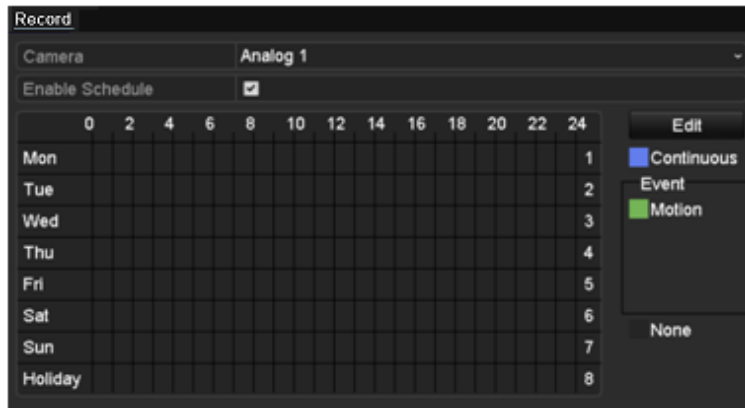 Record
Camera Analog 1
Enable Schedule
0 2 4 6 8 10 12 14 16 18 20 22 24 Edit
Mon 1 Continuous
Event
Tue 2 Motion
Wed 3
Thu 4
Fri 5
Sat 6 None
Sun 7
Holiday 8